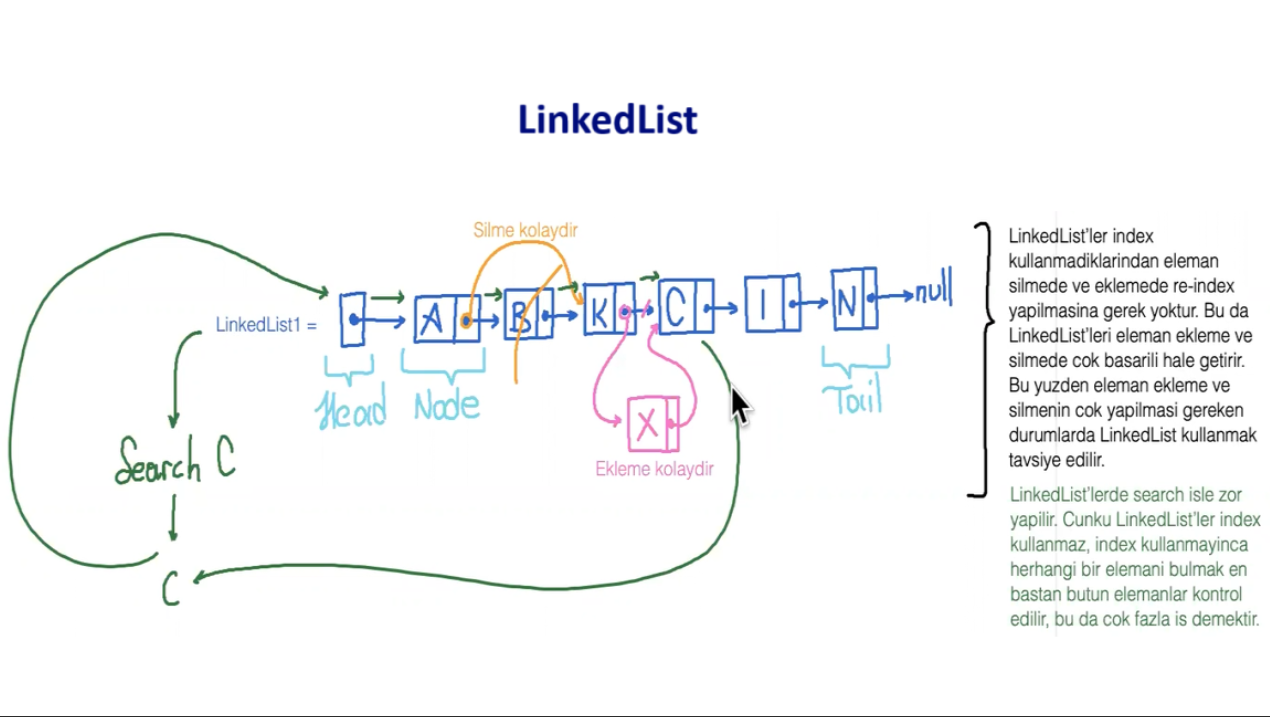 LinkedList
Silme kolaydir
LinkedList1 =
A
B
K
C
I
N
null
Head
Node
Tail
X
Ekleme kolaydir
Search C
C
LinkedList'ler index
kullanmadiklarindan eleman
silmede ve eklemede re-index
yapilmasina gerek yoktur. Bu da
LinkedList'leri eleman ekleme ve
silmede cok basarili hale getirir.
Bu yuzden eleman ekleme ve
silmenin cok yapilmasi gereken
durumlarda LinkedList kullanmak
tavsiye edilir.
LinkedList'lerde search isle zor
yapilir. Cunku LinkedList'ler index
kullanmaz, index kullanmayinca
herhangi bir elemani bulmak en
bastan butun elemanlar kontrol
edilir, bu da cok fazla is demektir.